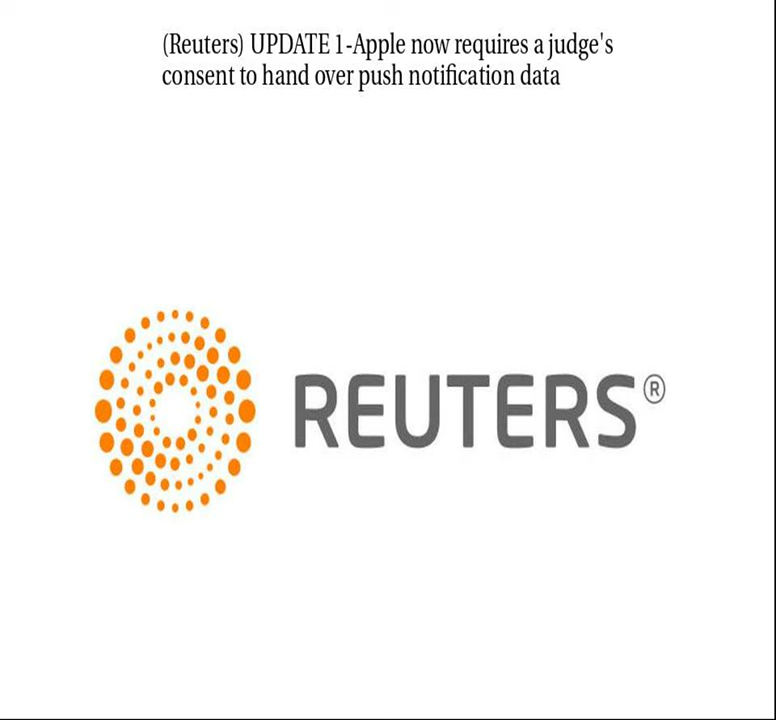 (Reuters) UPDATE 1-Apple now requires a judge's
consent to hand over push notification data
REUTERS®